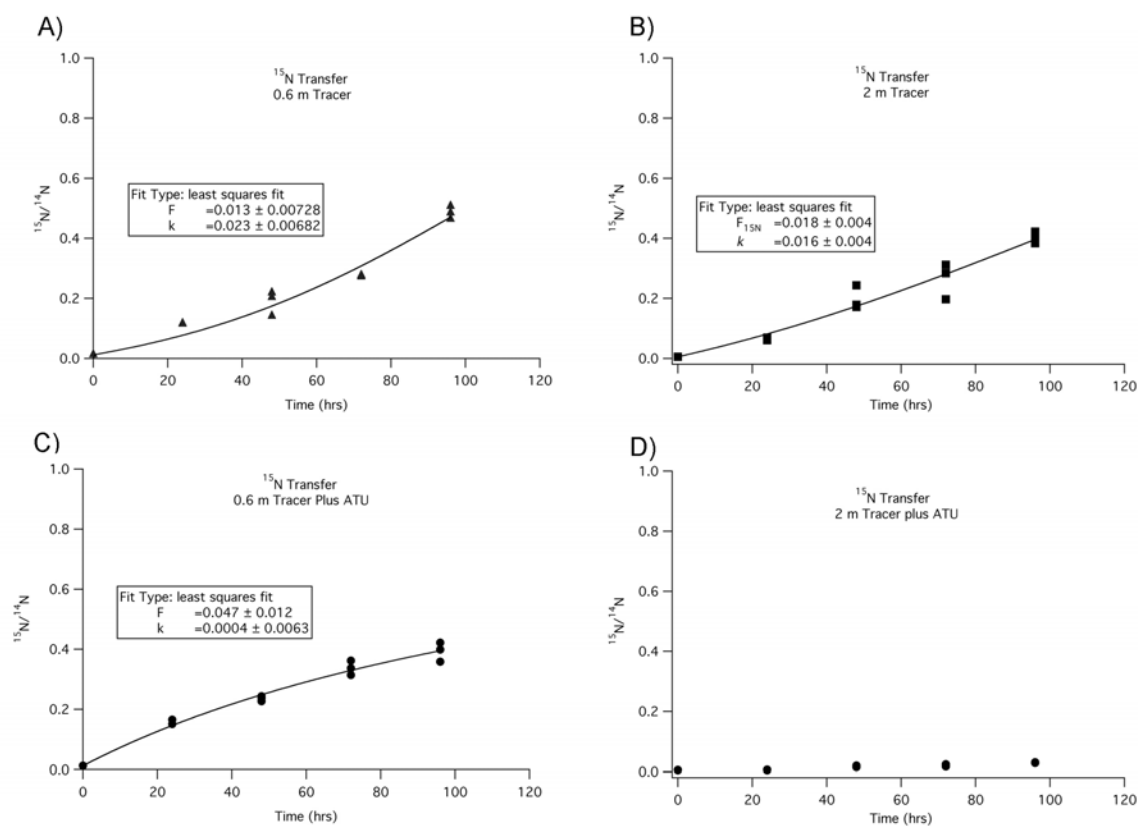 A)
15N Transfer
0.6 m Tracer
Fit Type: least squares fit
F =0.013 ± 0.00728
k =0.023 ± 0.00682
15N/14N
1.0
0.8
0.6
0.4
0.2
0.0
0 20 40 60 80 100 120
Time (hrs)
B)
15N Transfer
2 m Tracer
Fit Type: least squares fit
F15N =0.018 ± 0.004
k =0.016 ± 0.004
15N/14N
1.0
0.8
0.6
0.4
0.2
0.0
0 20 40 60 80 100 120
Time (hrs)
C)
15N Transfer
0.6 m Tracer Plus ATU
Fit Type: least squares fit
F =0.047 ± 0.012
k =0.0004 ± 0.0063
15N/14N
1.0
0.8
0.6
0.4
0.2
0.0
0 20 40 60 80 100 120
Time (hrs)
D)
15N Transfer
2 m Tracer plus ATU
15N/14N
1.0
0.8
0.6
0.4
0.2
0.0
0 20 40 60 80 100 120
Time (hrs)